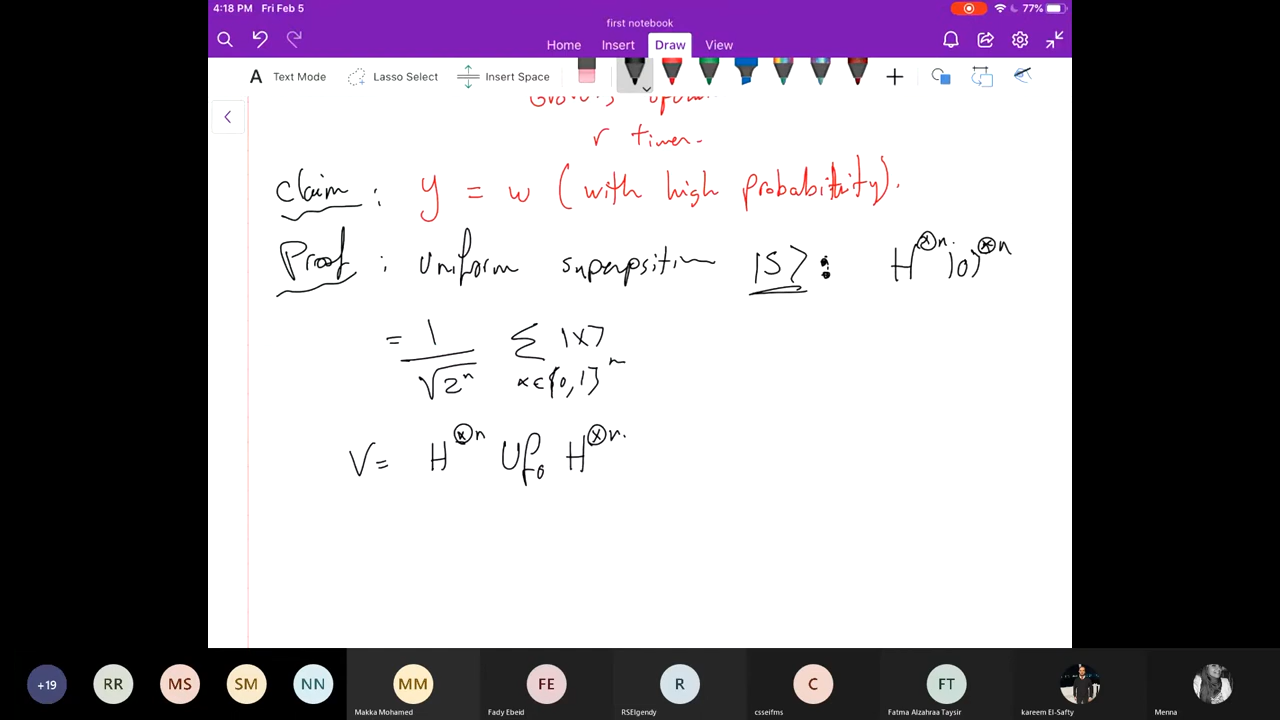 4:18 PM Fri Feb 5
77%
first notebook
Home Insert Draw View
A Text Mode Lasso Select Insert Space
r times.
Claim : y = w (with high probability).
Proof : Uniform superposition |S⟩ : H^{⊗n} |0⟩^{⊗n}
= 1/√2^n Σ_{x∈{0,1}^n} |x⟩
V = H^{⊗n} U_{f_0} H^{⊗n}.
+19 RR MS SM NN MM FE R C FT
Makka Mohamed Fady Ebeid RSElgendy csseifms Fatma Alzahraa Taysir kareem El-Safty Menna